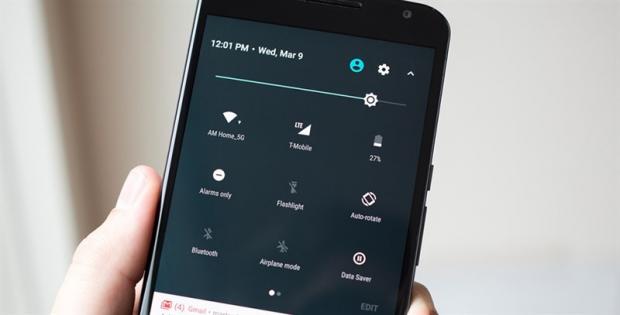 12:01 PM • Wed, Mar 9
AM Home_5G
LTE
T-Mobile
27%
Alarms only
Flashlight
Auto-rotate
Bluetooth
Airplane mode
Data Saver
EDIT
(4) Gmail •